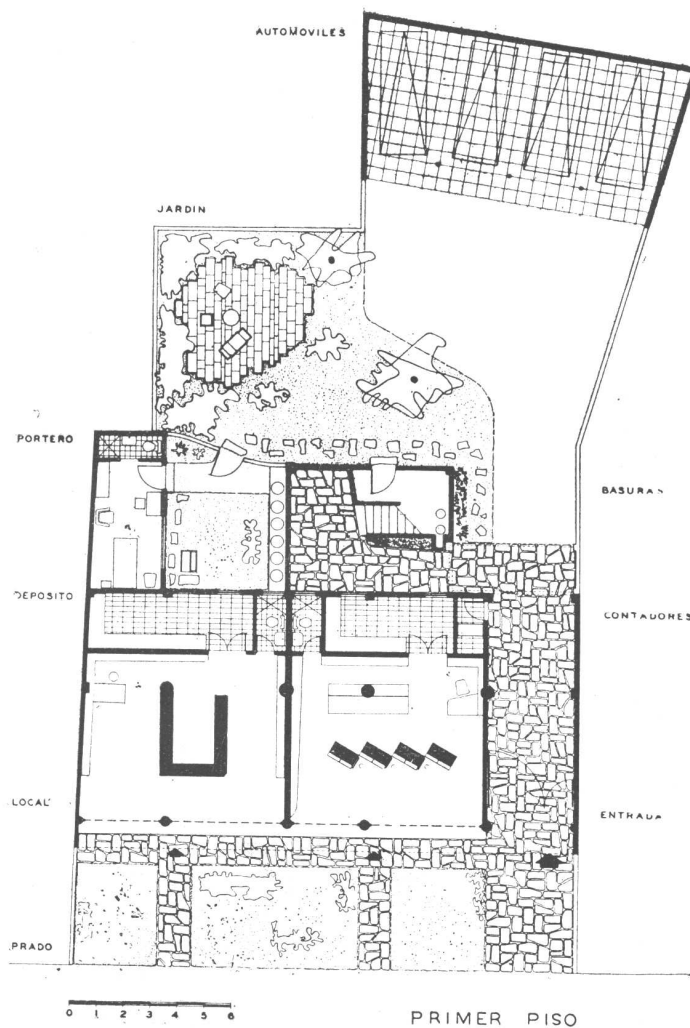 AUTOMOVILES
JARDIN
PORTERO
BASURAS
DEPOSITO
CONTADORES
LOCAL
ENTRADA
PRADO
0 1 2 3 4 5 6
PRIMER PISO